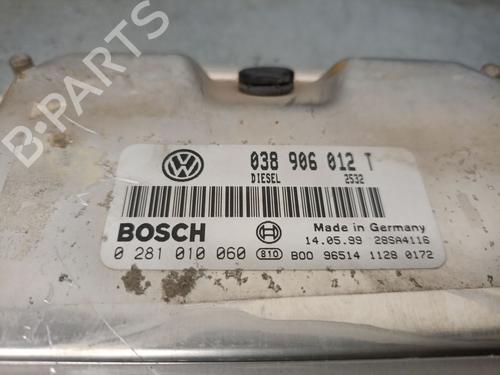 B-PARTS
038 906 012 T
DIESEL 2532
BOSCH
Made in Germany
14.05.99 28SA4116
0 281 010 060 810 B00 96514 1128 0172